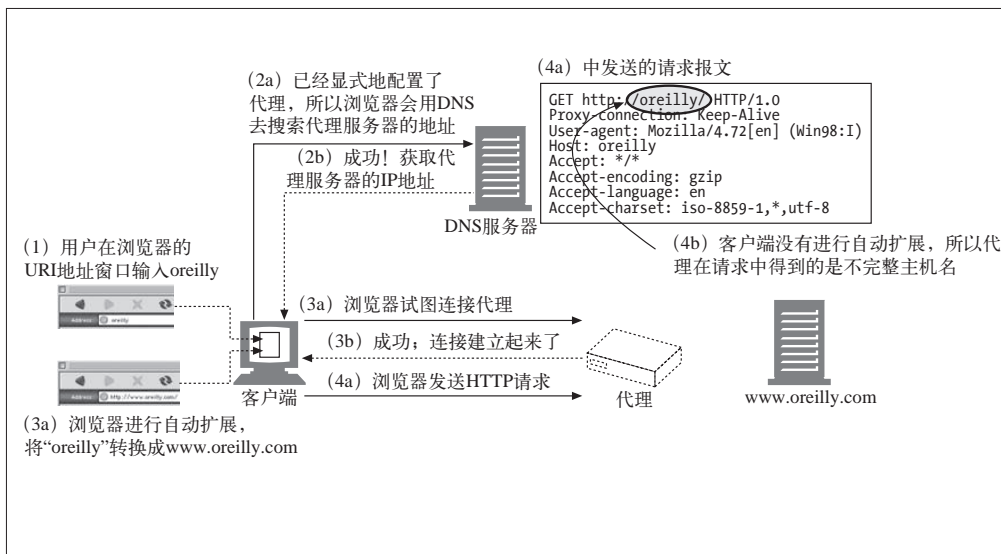 (2a) 已经显式地配置了
代理，所以浏览器会用DNS
去搜索代理服务器的地址
(2b) 成功！获取代
理服务器的IP地址
DNS服务器
(4a) 中发送的请求报文
GET http://oreilly/ HTTP/1.0
Proxy-connection: Keep-Alive
User-agent: Mozilla/4.72[en] (Win98:I)
Host: oreilly
Accept: */*
Accept-encoding: gzip
Accept-language: en
Accept-charset: iso-8859-1,*,utf-8
(4b) 客户端没有进行自动扩展，所以代
理在请求中得到的是不完整主机名
(1) 用户在浏览器的
URI地址窗口输入oreilly
oreilly
http://www.oreilly.com/
(3a) 浏览器进行自动扩展，
将“oreilly”转换成www.oreilly.com
客户端
(3a) 浏览器试图连接代理
(3b) 成功；连接建立起来了
(4a) 浏览器发送HTTP请求
代理
www.oreilly.com